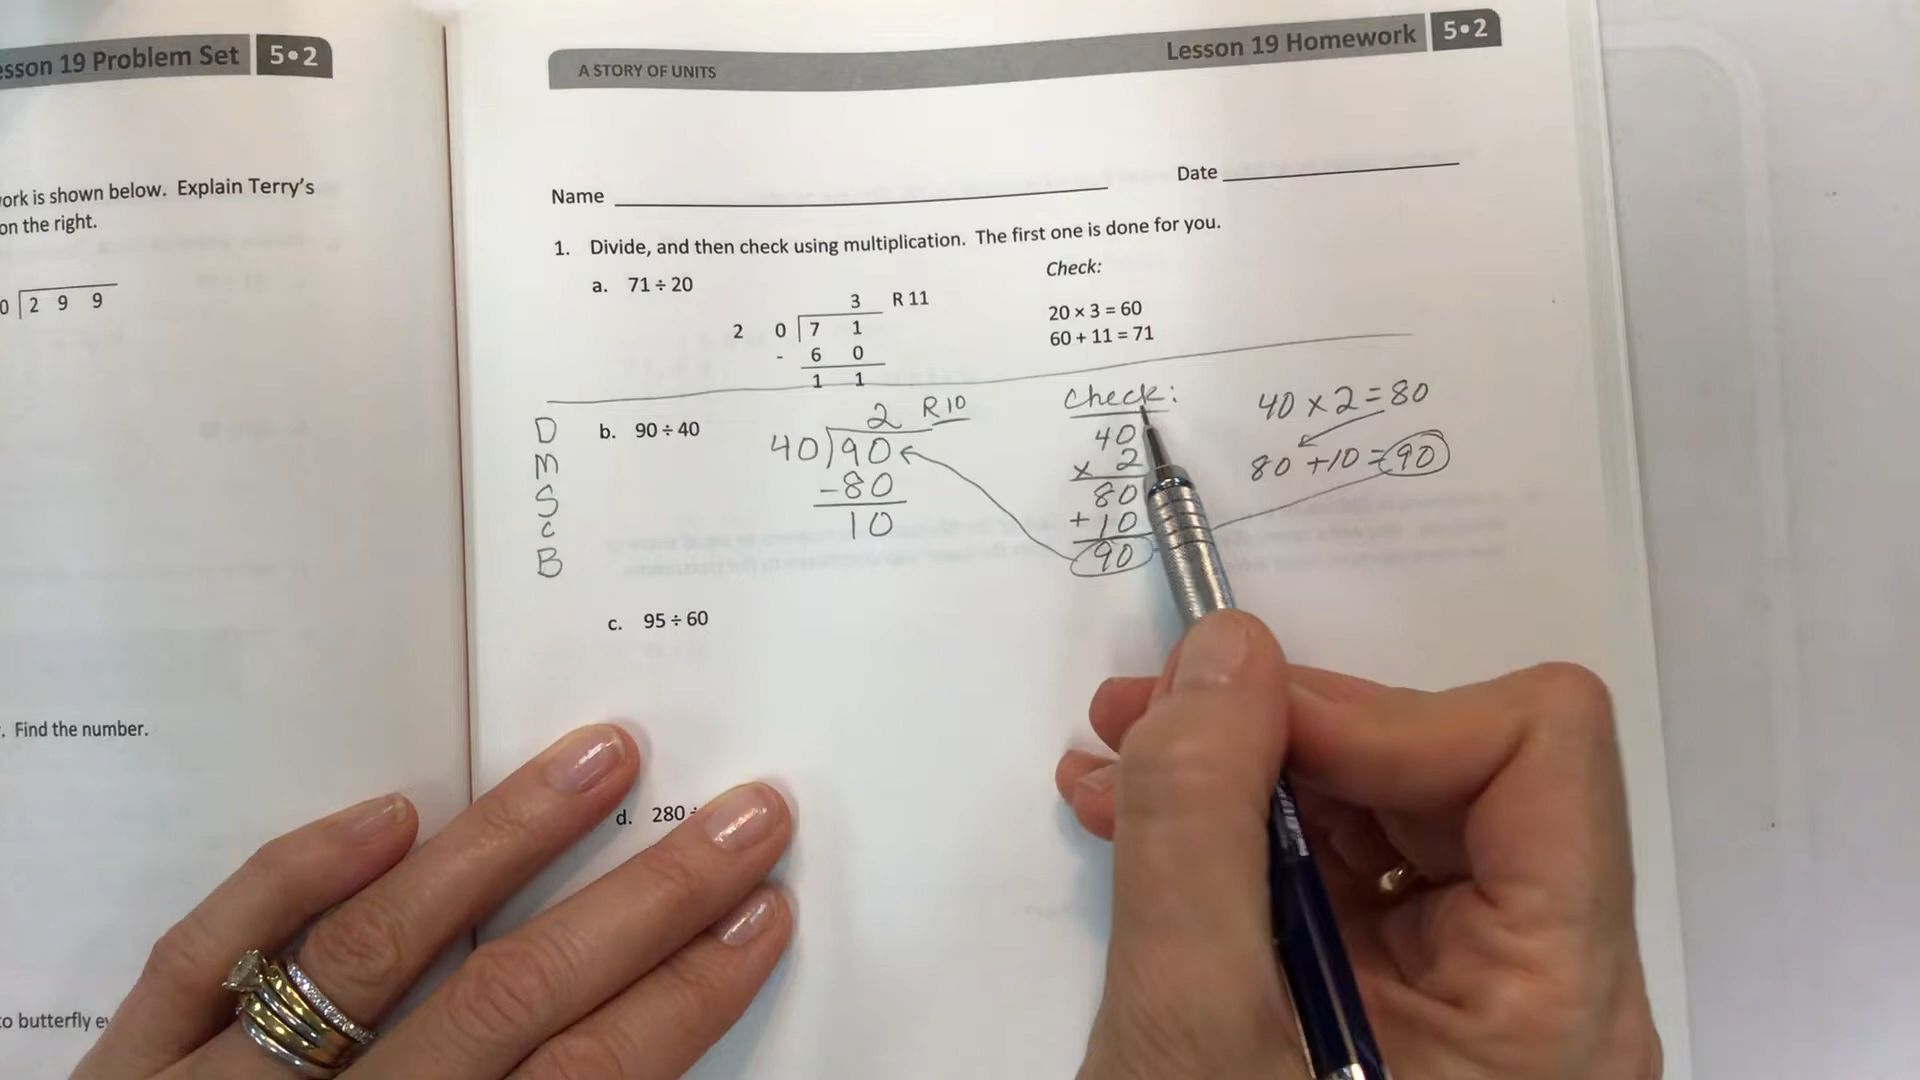 Lesson 19 Problem Set 5•2
work is shown below. Explain Terry's
on the right.
0 2 9 9
. Find the number.
to butterfly
A STORY OF UNITS
Lesson 19 Homework 5•2
Name
Date
1. Divide, and then check using multiplication. The first one is done for you.
a. 71 ÷ 20
3 R 11
2 0 7 1
- 6 0
1 1
Check:
20 × 3 = 60
60 + 11 = 71
D
M
S
C
B
b. 90 ÷ 40
2 R10
40)90
-80
10
Check:
40
x 2
80
+ 10
90
40 x 2 = 80
80 + 10 = 90
c. 95 ÷ 60
d. 280 ÷